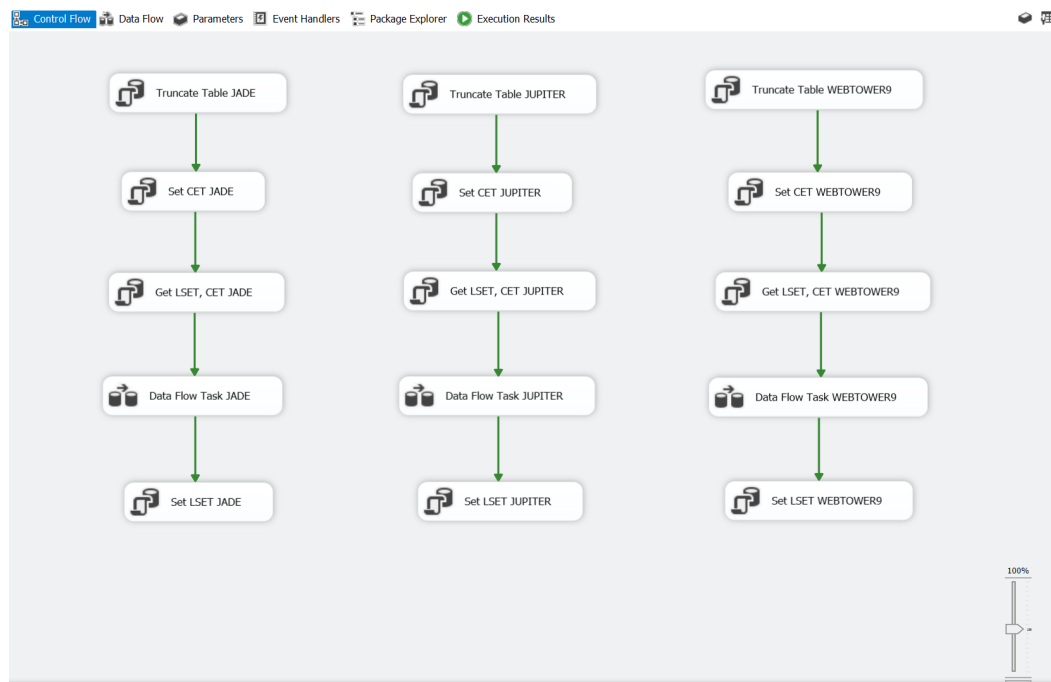 Control Flow Data Flow Parameters Event Handlers Package Explorer Execution Results
Truncate Table JADE
Truncate Table JUPITER
Truncate Table WEBTOWER9
Set CET JADE
Set CET JUPITER
Set CET WEBTOWER9
Get LSET, CET JADE
Get LSET, CET JUPITER
Get LSET, CET WEBTOWER9
Data Flow Task JADE
Data Flow Task JUPITER
Data Flow Task WEBTOWER9
Set LSET JADE
Set LSET JUPITER
Set LSET WEBTOWER9
100%